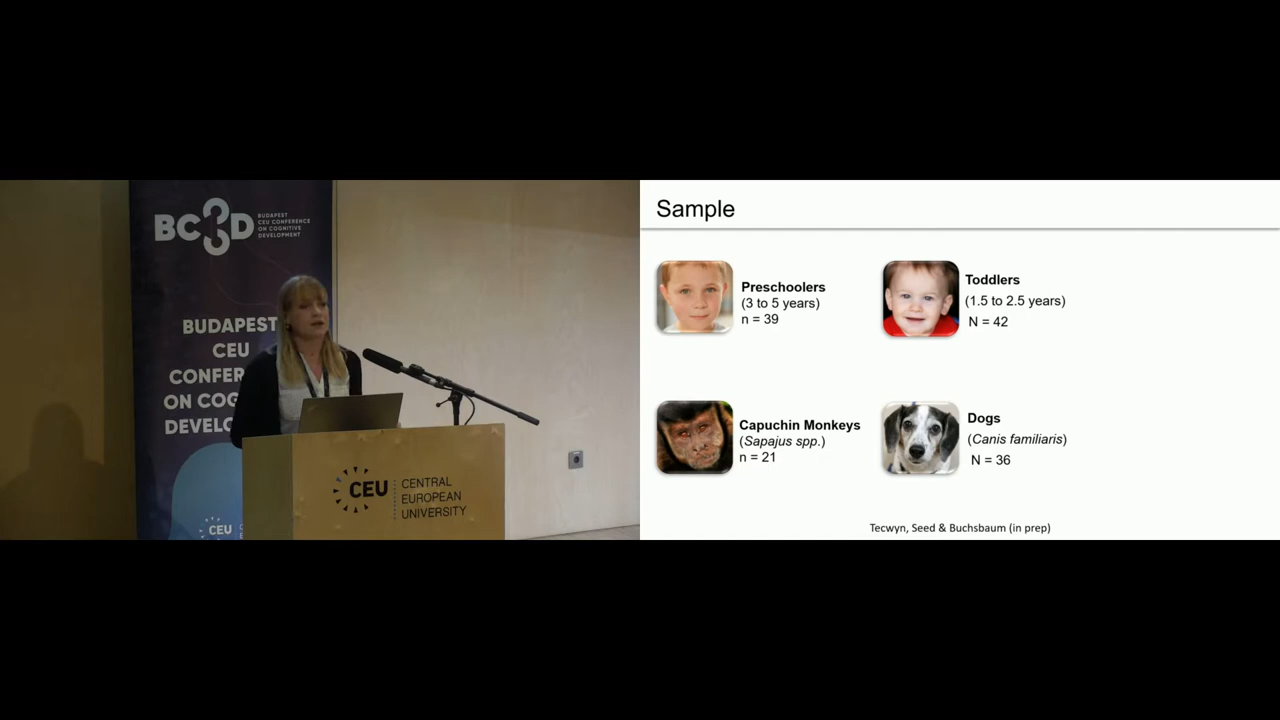 BC3D
BUDAPEST
CEU CONFERENCE
ON COGNITIVE
DEVELOPMENT
BUDAPEST
CEU
CONFER
ON COG
DEVELO
CEU
CEU
CENTRAL
EUROPEAN
UNIVERSITY
Sample
Preschoolers
(3 to 5 years)
n = 39
Toddlers
(1.5 to 2.5 years)
N = 42
Capuchin Monkeys
(Sapajus spp.)
n = 21
Dogs
(Canis familiaris)
N = 36
Tecwyn, Seed & Buchsbaum (in prep)